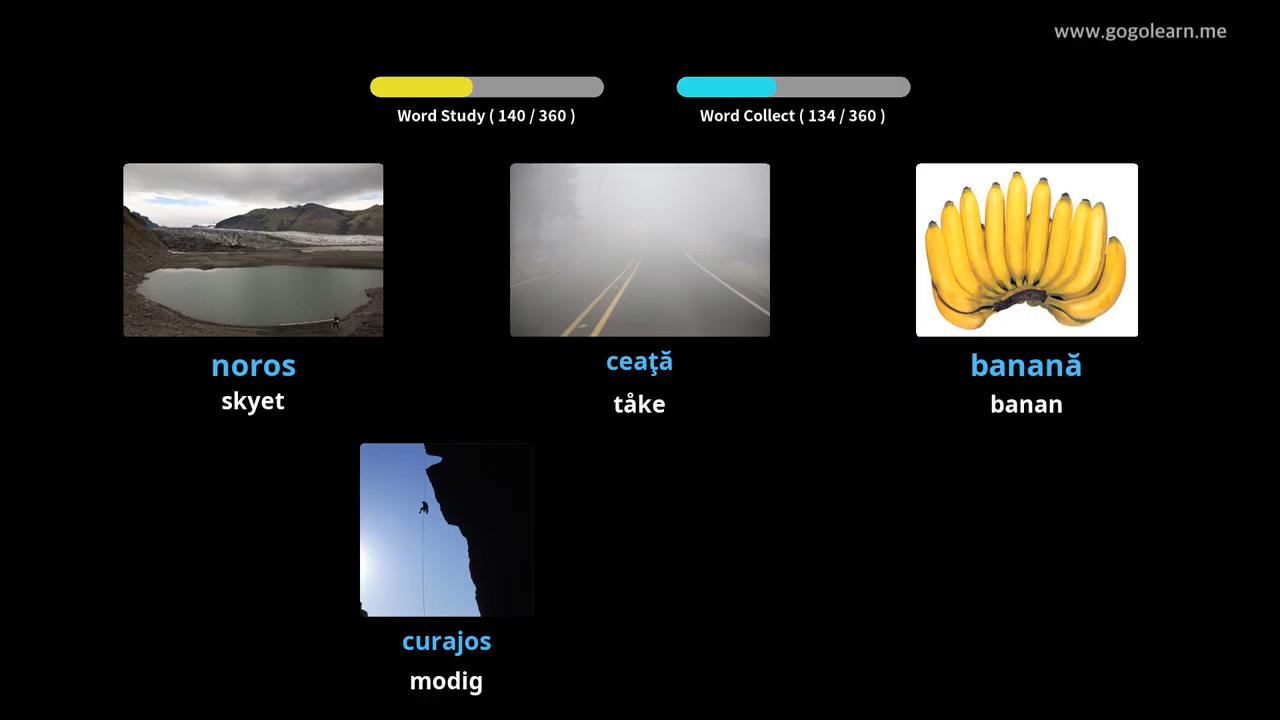 www.gogolearn.me
Word Study ( 140 / 360 )
Word Collect ( 134 / 360 )
noros
skyet
ceaţă
tåke
banană
banan
curajos
modig